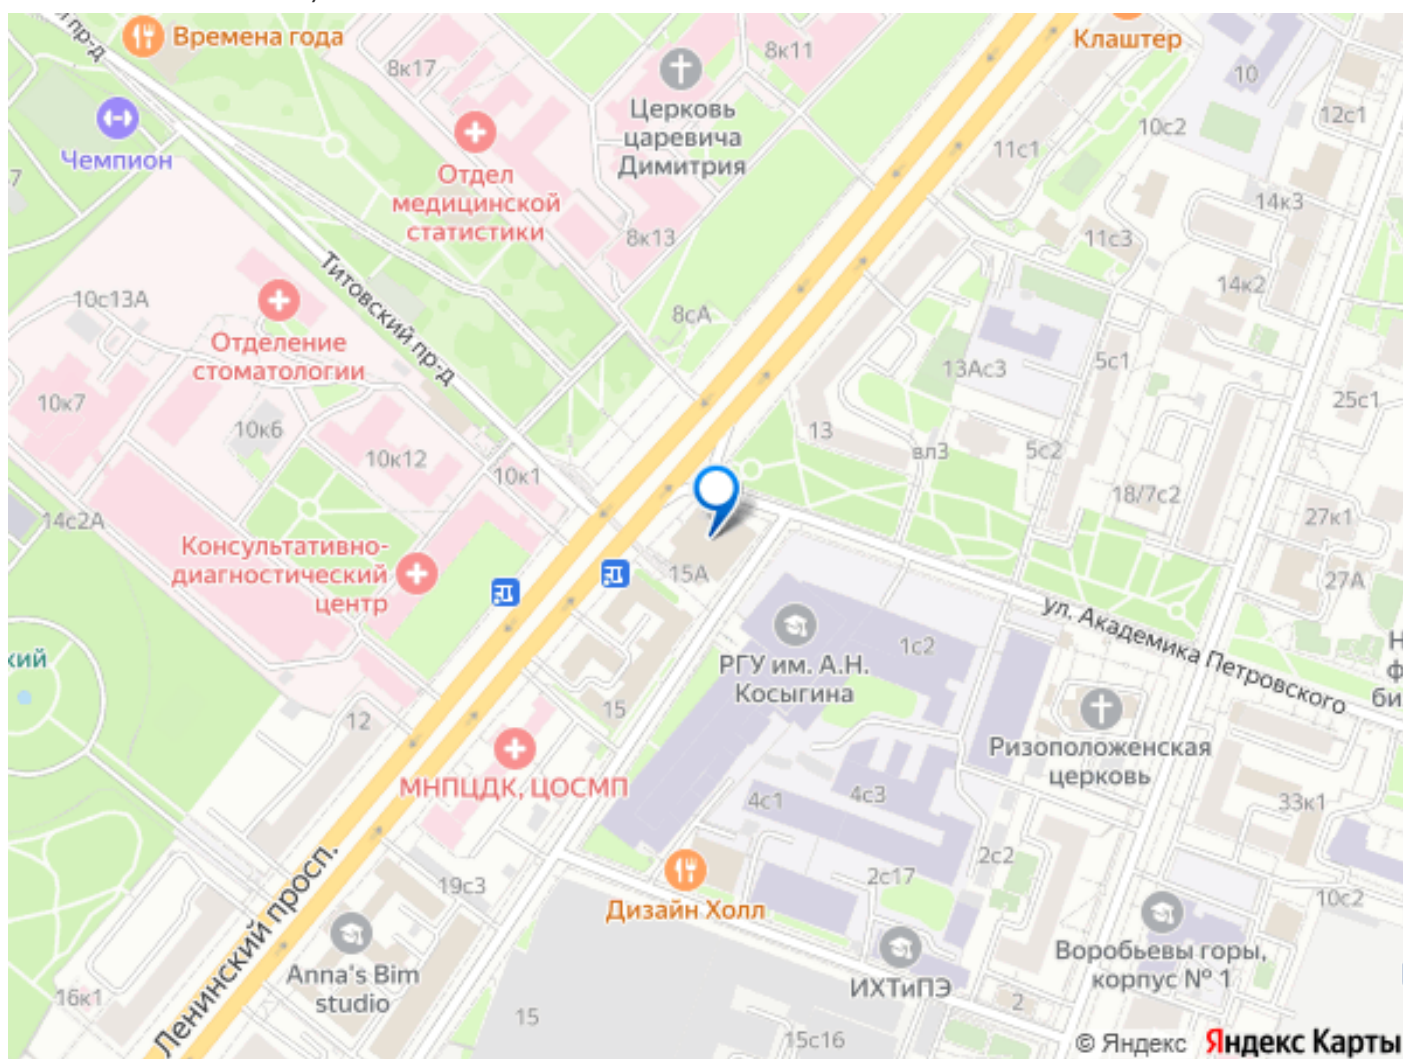 Времена года
8к17
8к11
Клаштер
10
12с1
Церковь
царевича
Димитрия
10с2
11с1
Чемпион
Отдел
медицинской
статистики
14к3
8к13
11с3
14к2
Титовский пр-д
10с13А
8сА
Отделение
стоматологии
13Ас3
5с1
10к7
25с1
10к6
13
вл3
5с2
10к12
10к1
18/7с2
14с2А
27к1
Консультативно-
диагностический
центр
15А
27А
ул. Академика Петровского
1с2
РГУ им. А.Н.
Косыгина
15
12
Ризоположенская
церковь
МНПЦДК, ЦОСМП
4с1
4с3
33к1
Ленинский просп.
2с2
19с3
2с17
10с2
Дизайн Холл
Anna's Bim
studio
ИХТиПЭ
Воробьевы горы,
корпус № 1
16к1
15
2
15с16
© Яндекс Яндекс Карты